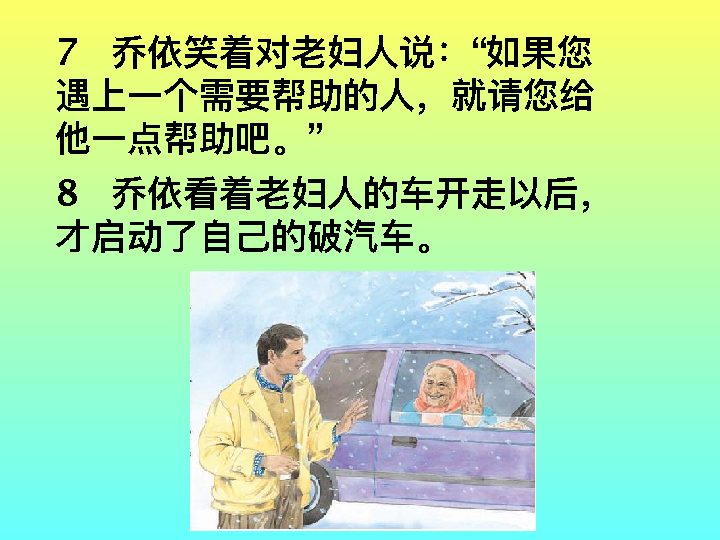 7 乔依笑着对老妇人说：“如果您
遇上一个需要帮助的人，就请您给
他一点帮助吧。”
8 乔依看着老妇人的车开走以后，
才启动了自己的破汽车。